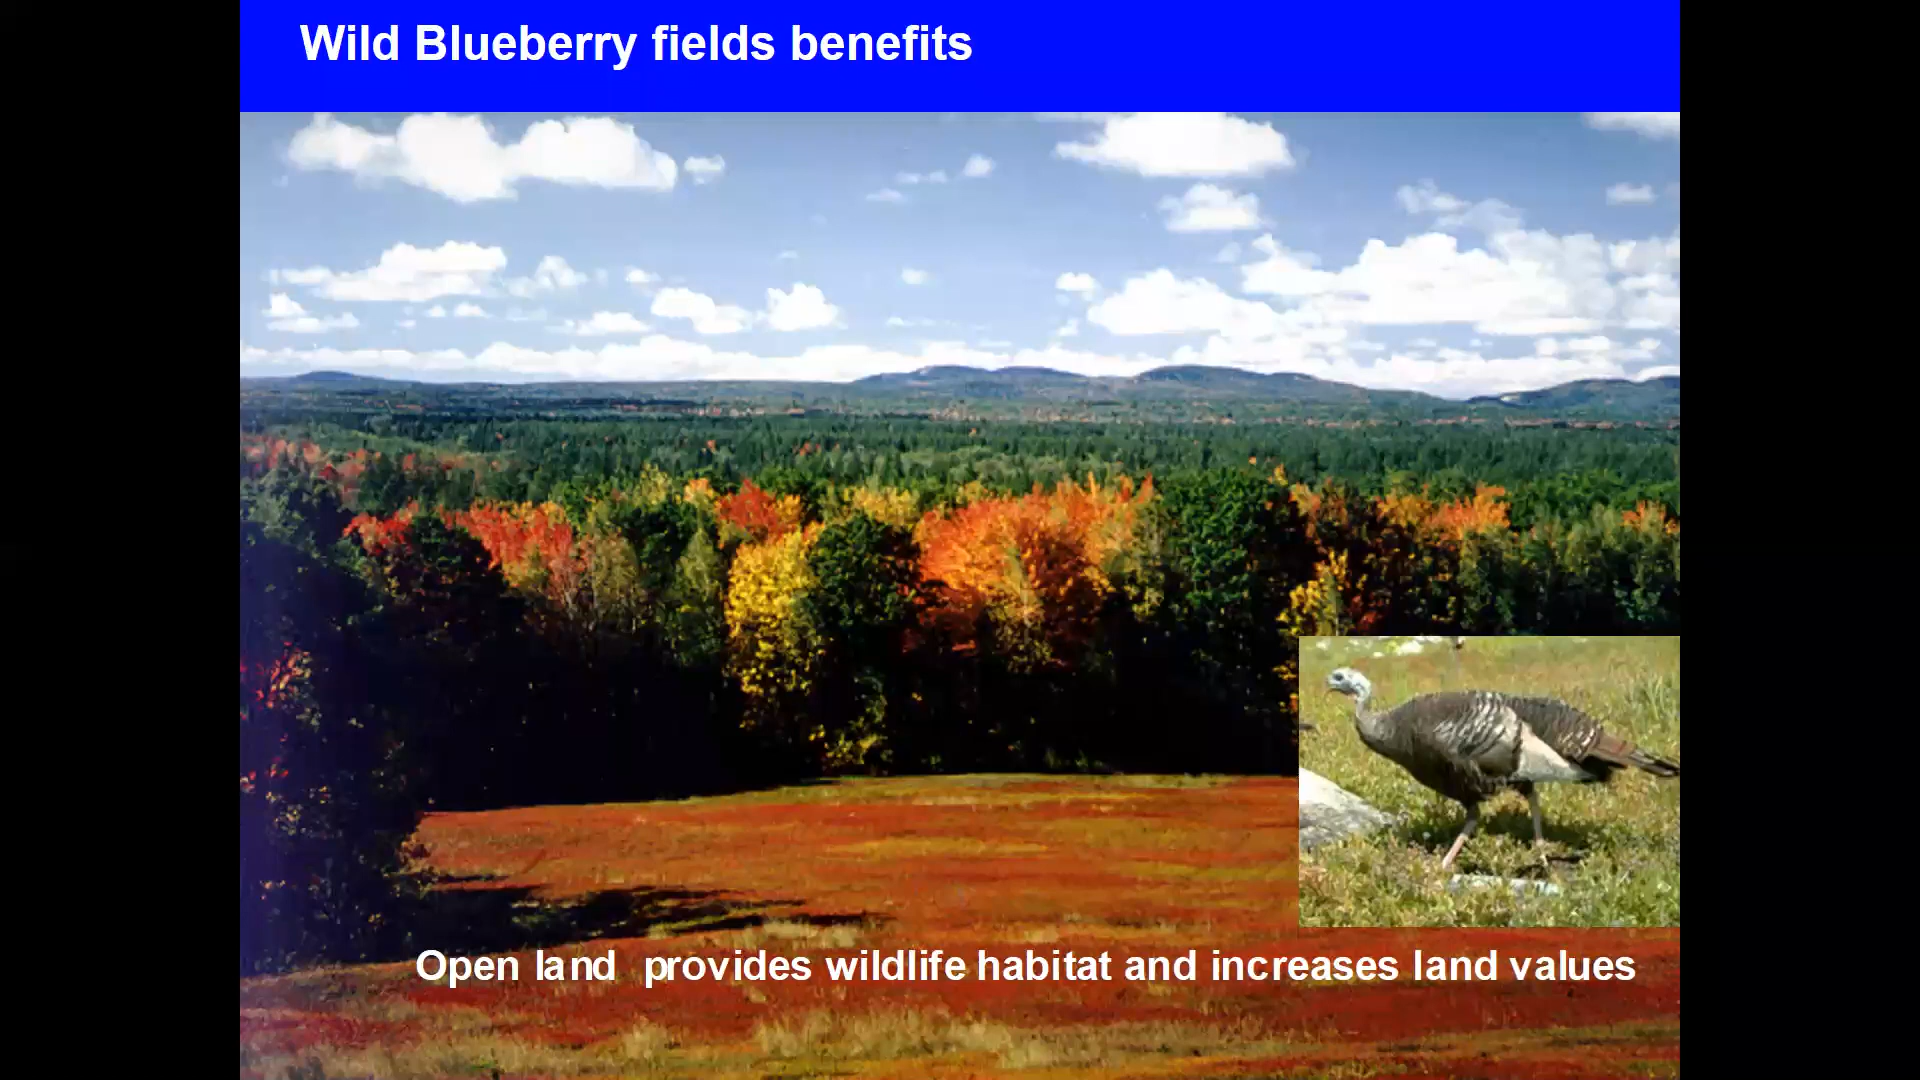 Wild Blueberry fields benefits
Open land  provides wildlife habitat and increases land values